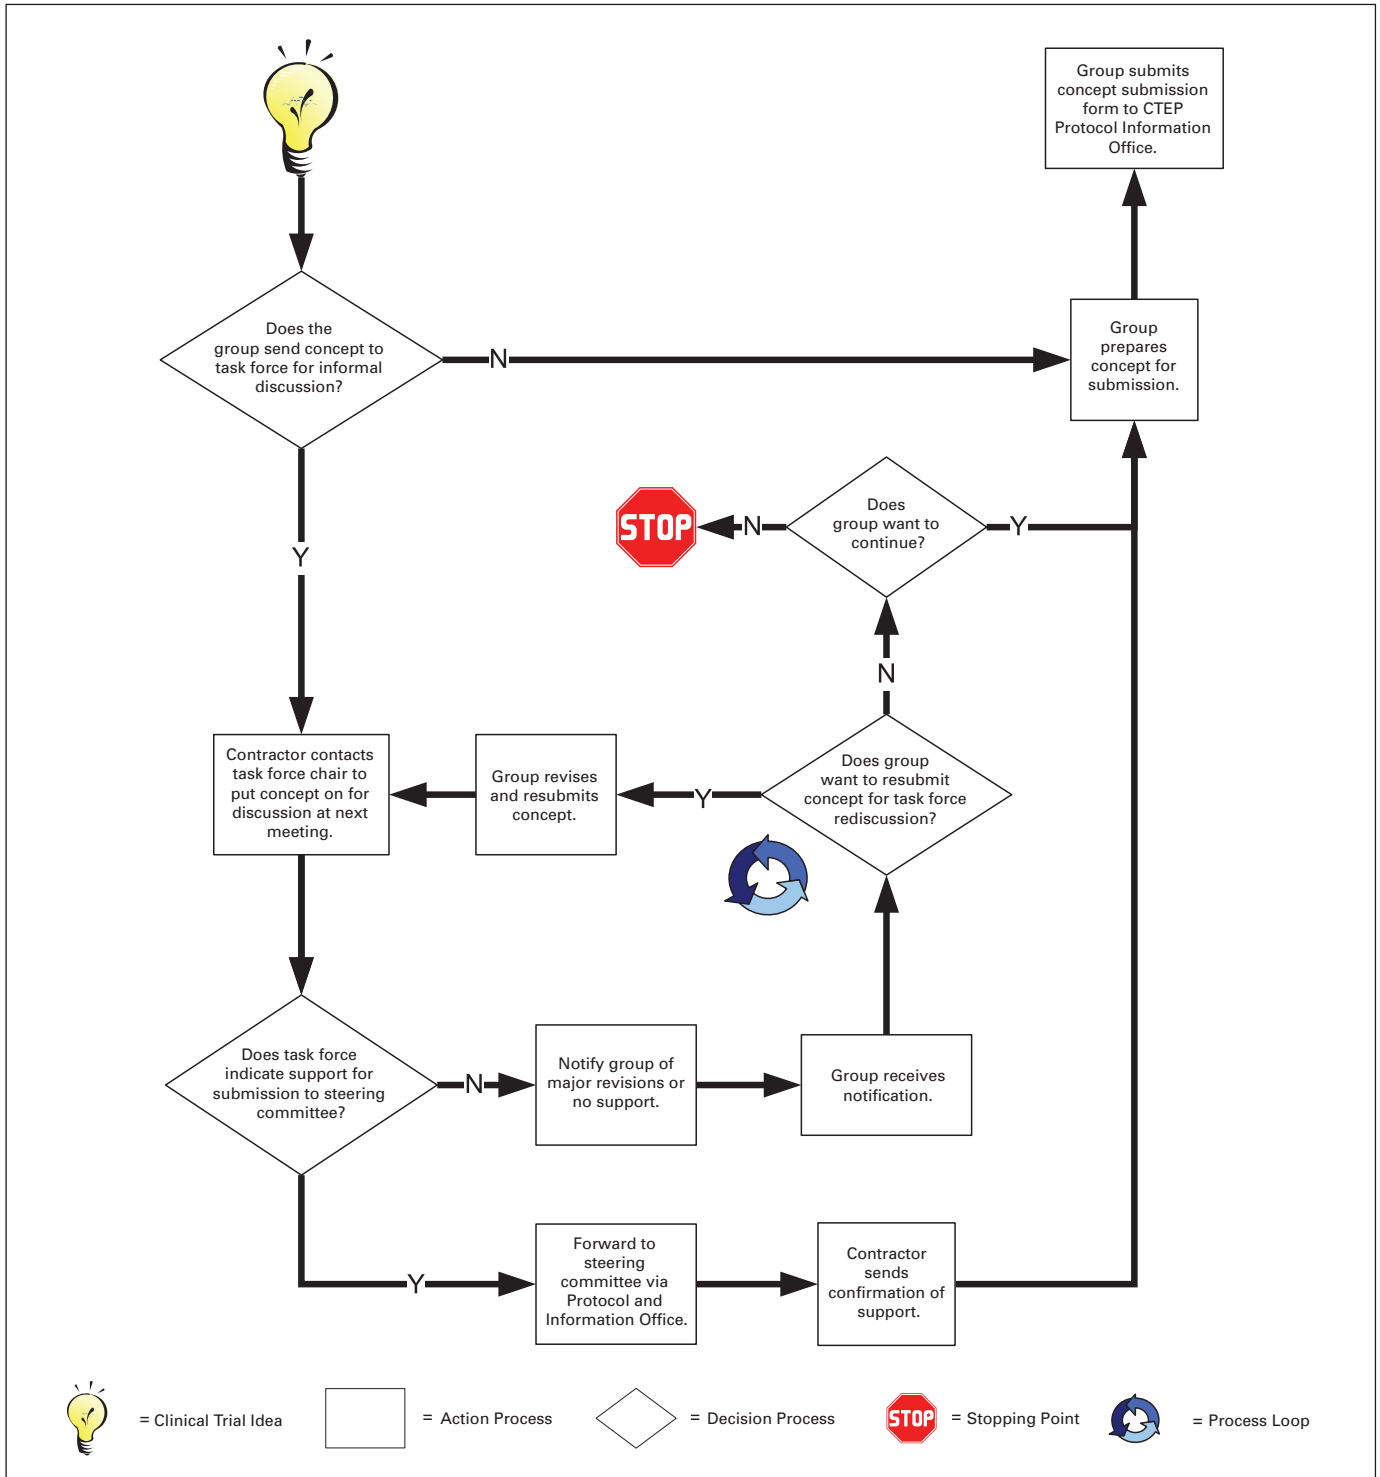 Group submits
concept submission
form to CTEP
Protocol Information
Office.
Does the
group send concept to
task force for informal
discussion?
N
Group
prepares
concept for
submission.
Y
STOP
N
Does
group want to
continue?
Y
N
Contractor contacts
task force chair to
put concept on for
discussion at next
meeting.
Group revises
and resubmits
concept.
Y
Does group
want to resubmit
concept for task force
rediscussion?
Does task force
indicate support for
submission to steering
committee?
N
Notify group of
major revisions or
no support.
Group receives
notification.
Y
Forward to
steering
committee via
Protocol and
Information Office.
Contractor
sends
confirmation of
support.
= Clinical Trial Idea
= Action Process
= Decision Process
STOP
= Stopping Point
= Process Loop